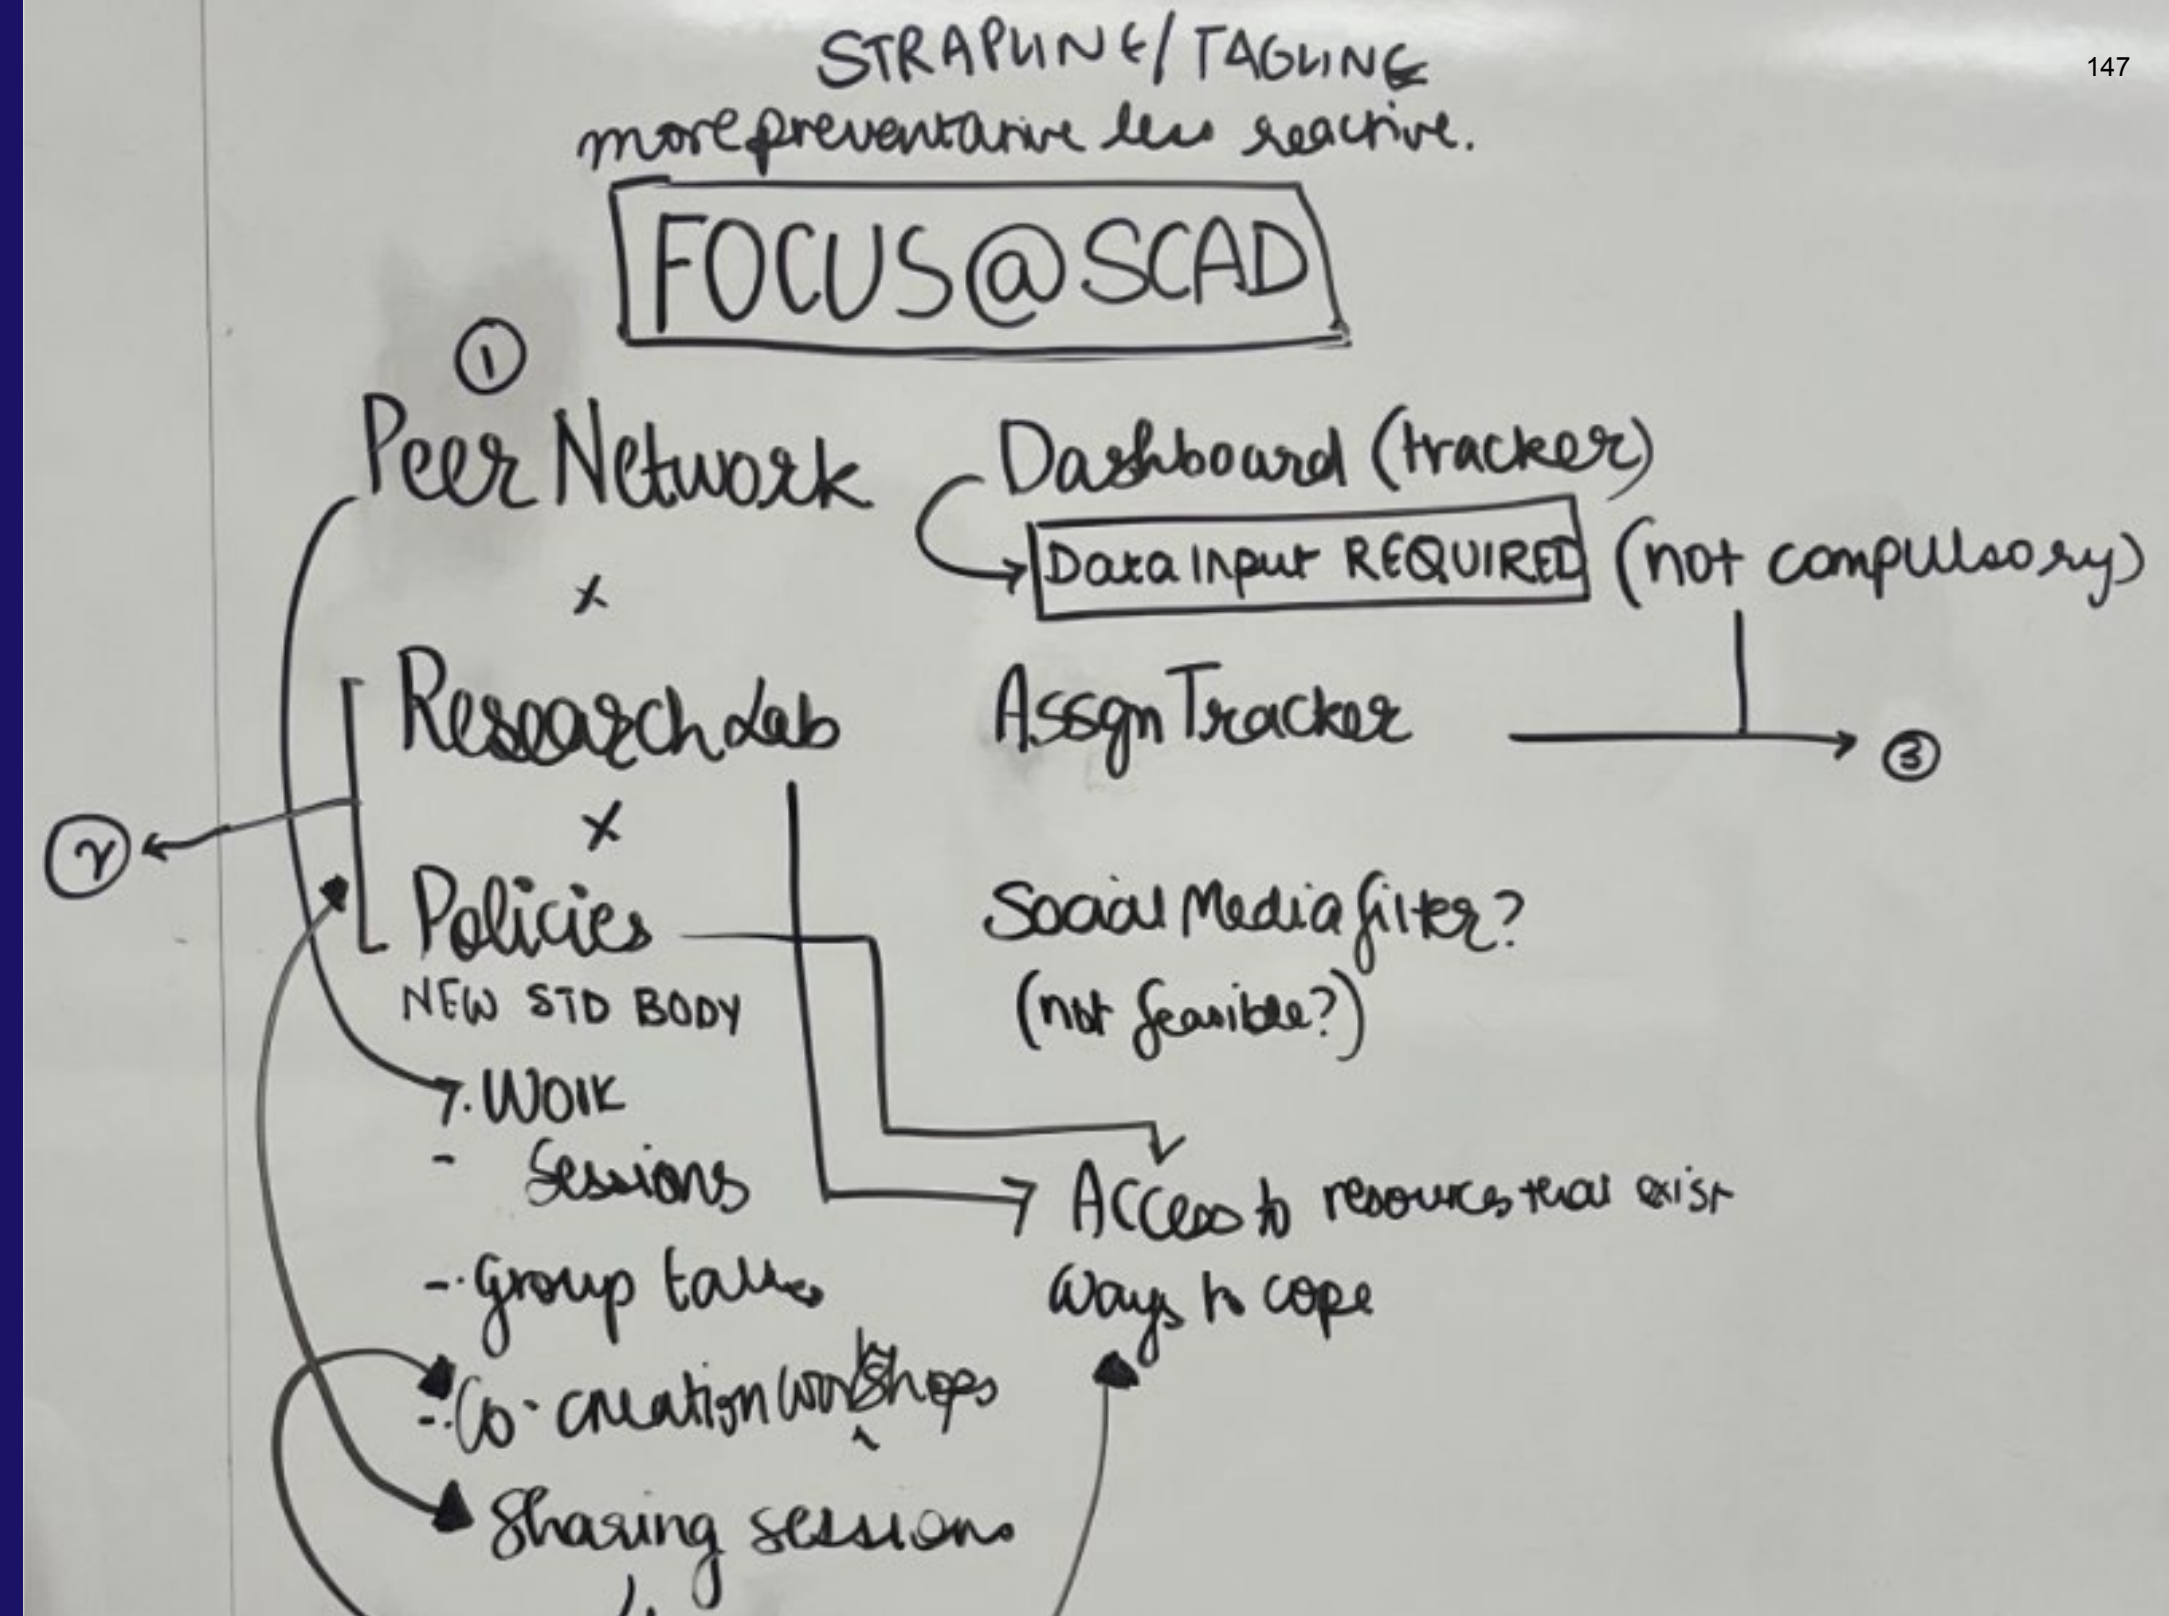 STRAPLINE/TAGLINE
more preventative less reactive.
147
FOCUS@SCAD
1
Peer Network
Dashboard (tracker)
Data Input REQUIRED (not compulsory)
x
Research Lab
Assgn Tracker
3
x
2
Policies
Social Media filter?
NEW STD BODY
(not feasible?)
. Work
- Sessions
Access to resources that exist
-. Group talks
Ways to cope
-. Co-creation workshops
Sharing sessions